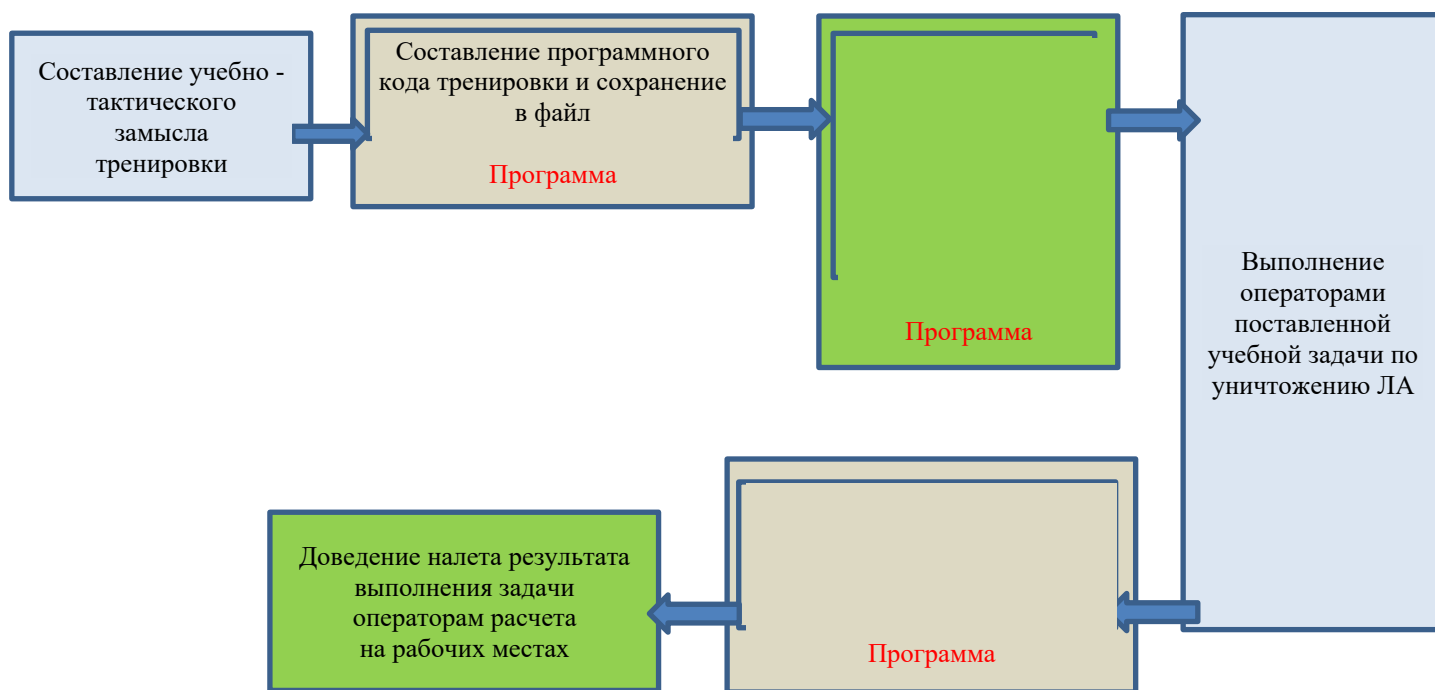 Составление учебно -
тактического
замысла
тренировки
Составление программного
кода тренировки и сохранение
в файл
Программа
Программа
Выполнение
операторами
поставленной
учебной задачи по
уничтожению ЛА
Программа
Доведение налета результата
выполнения задачи
операторам расчета
на рабочих местах